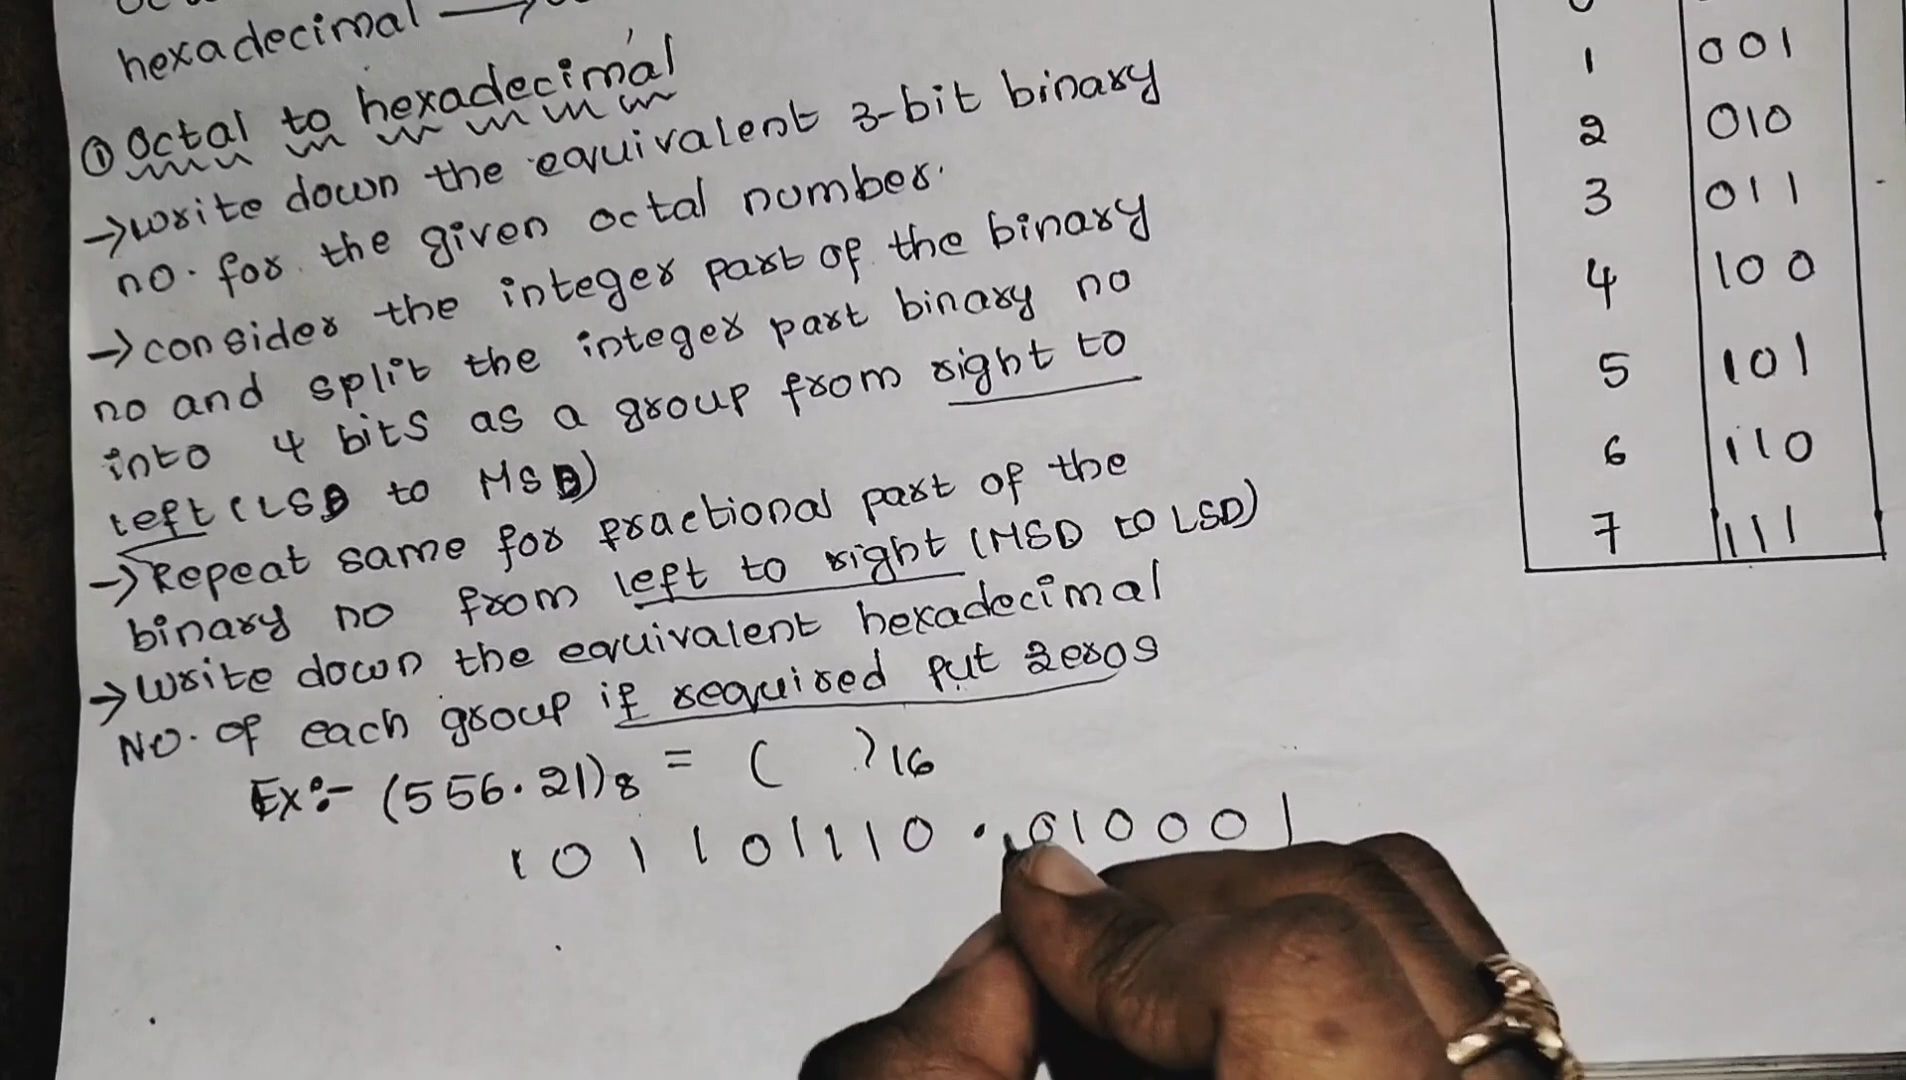 hexadecimal →
① Octal to hexadecimal
→ write down the equivalent 3-bit binary
no. for the given octal number.
→ consider the integer part of the binary
no and split the integer part binary no
into 4 bits as a group from right to
left (LSD to MSD)
→ Repeat same for fractional part of the
binary no from left to right (MSD to LSD)
→ Write down the equivalent hexadecimal
NO. of each group if required put zeros
Ex:- (556.21)8 = ( )16
101101110.010001
1 001
2 010
3 011
4 100
5 101
6 110
7 111